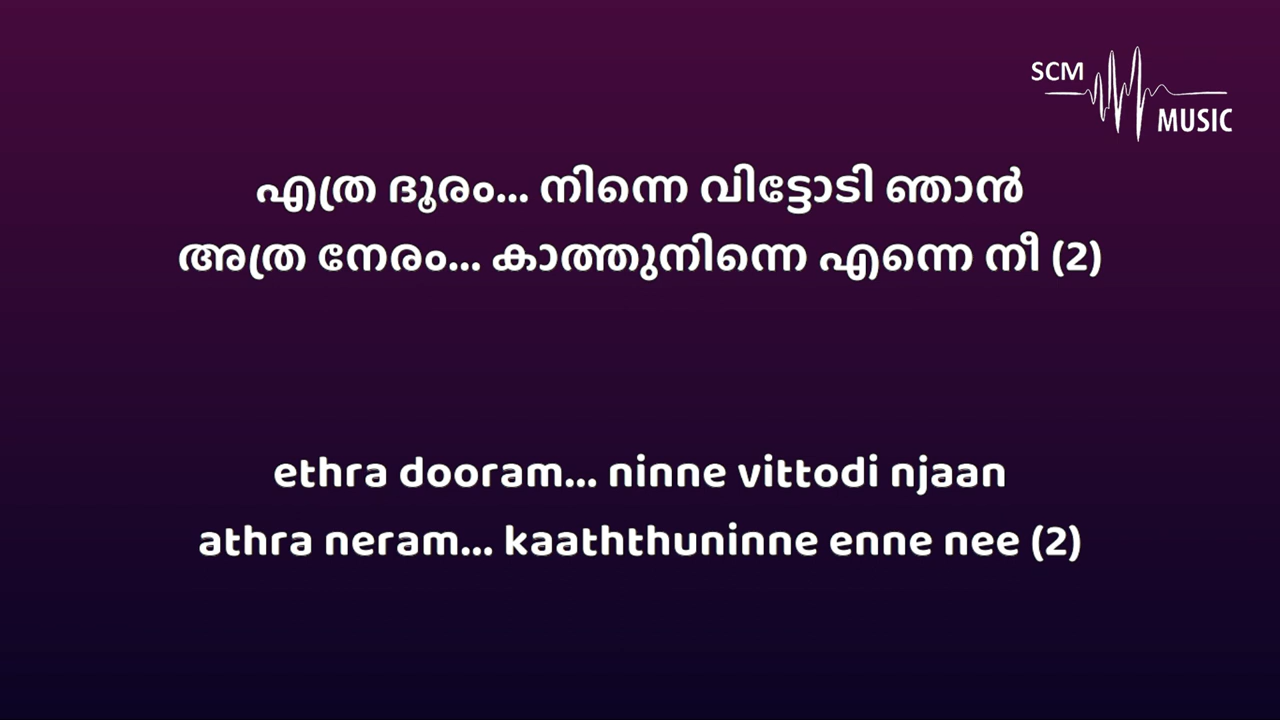 SCM
MUSIC
എത്ര ദൂരം... നിന്നെ വിട്ടോടി ഞാൻ
അത്ര നേരം... കാത്തുനിന്നെ എന്നെ നീ (2)
ethra dooram... ninne vittodi njaan
athra neram... kaaththuninne enne nee (2)